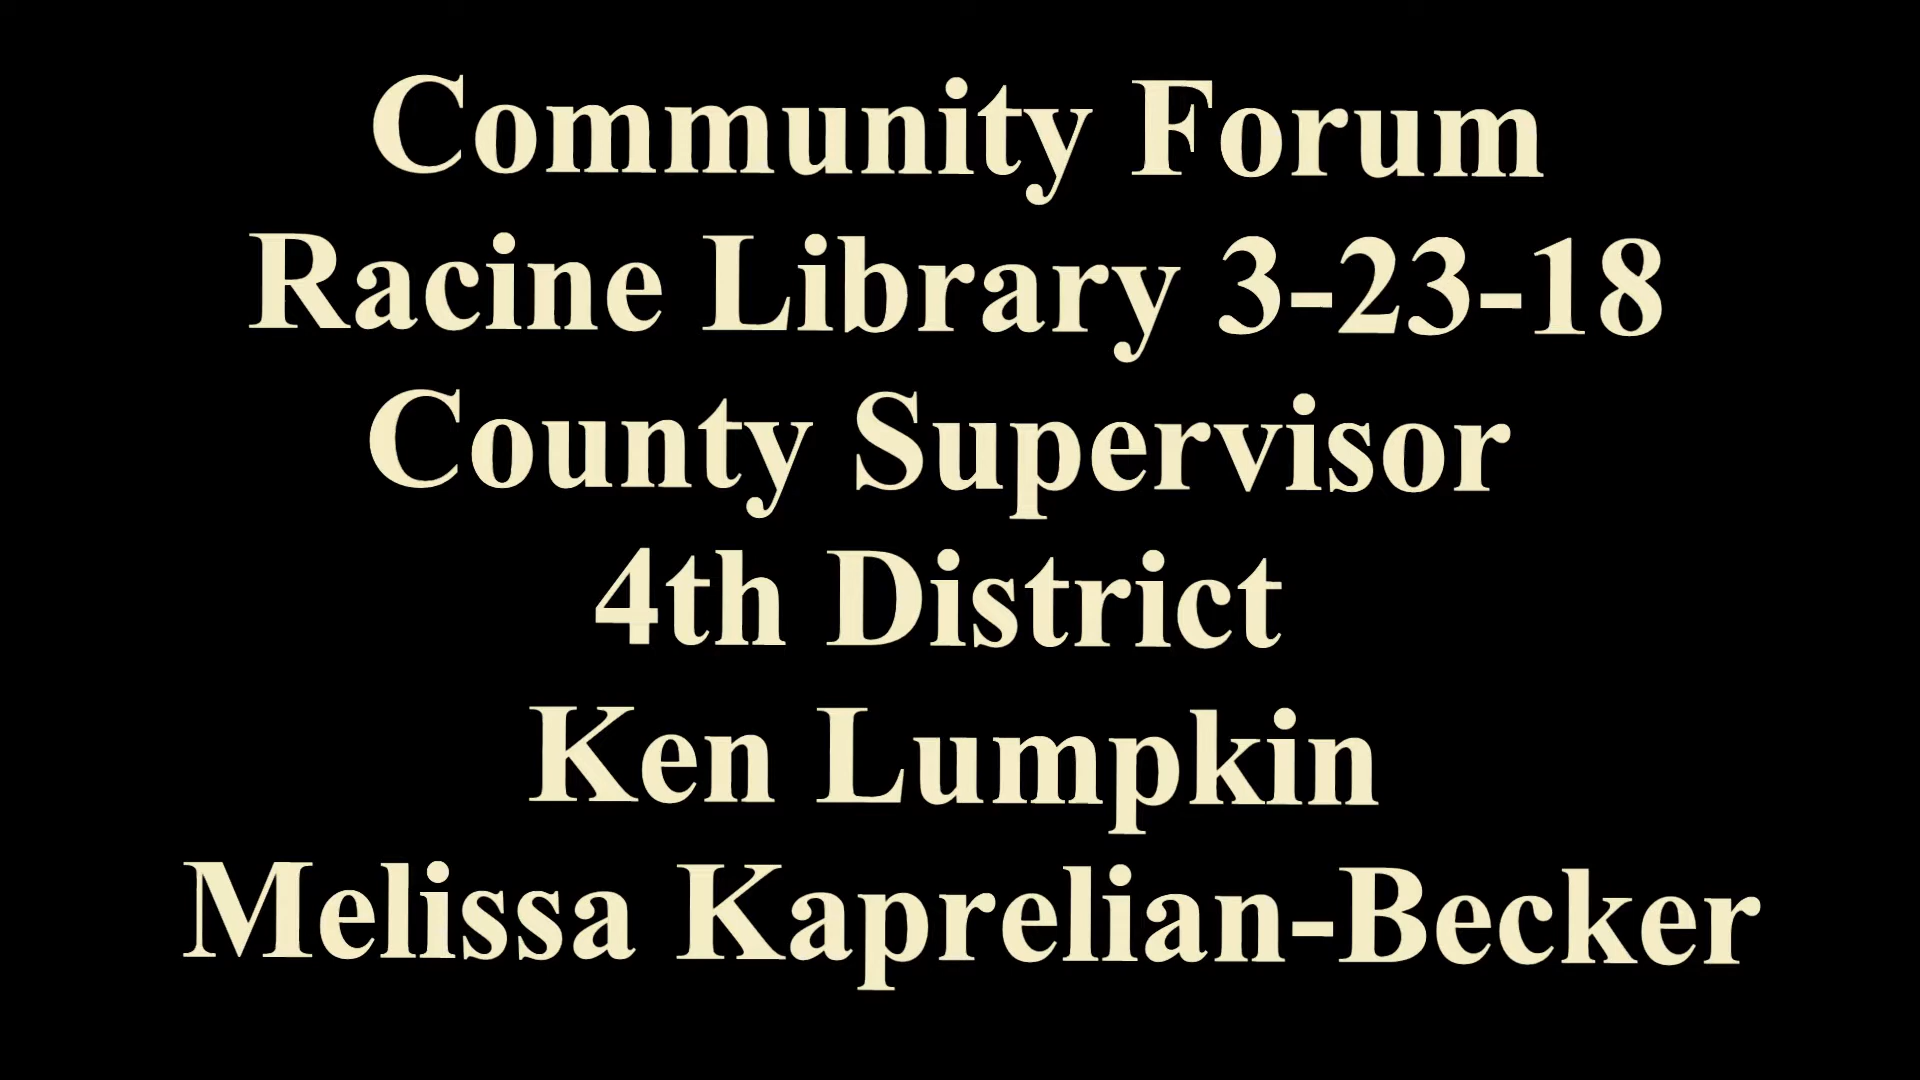 Community Forum
Racine Library 3-23-18
County Supervisor
4th District
Ken Lumpkin
Melissa Kaprelian-Becker